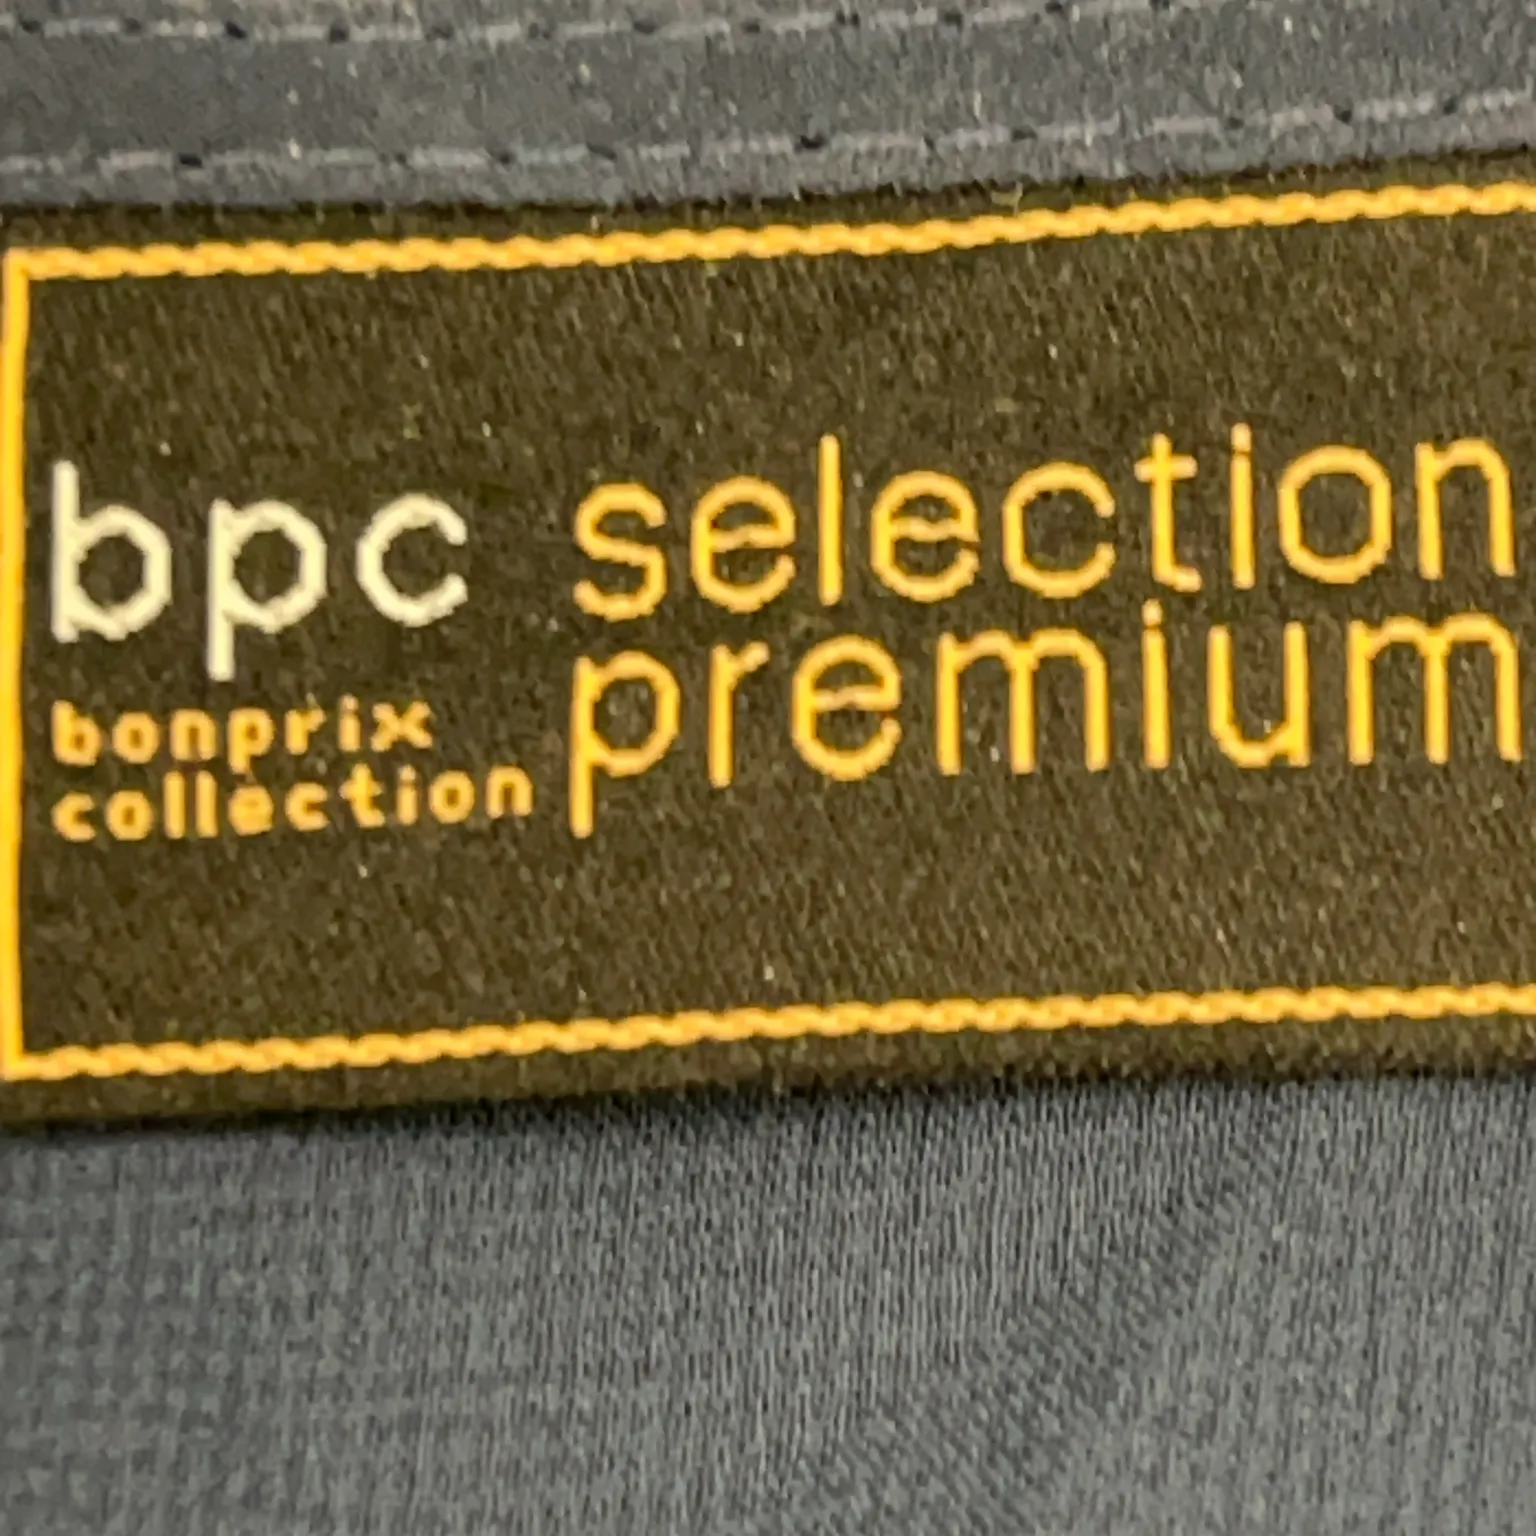 bpc selection
premium
bonprix
collection